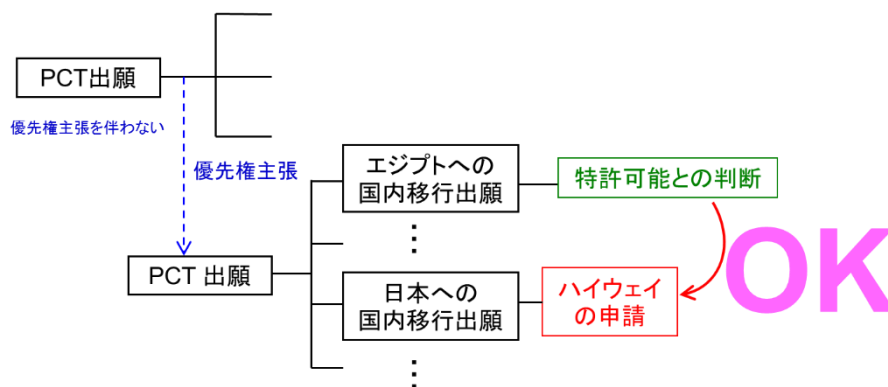 PCT出願
優先権主張を伴わない
優先権主張
エジプトへの
国内移行出願
特許可能との判断
⋮
PCT 出願
日本への
国内移行出願
ハイウェイ
の申請
OK
⋮